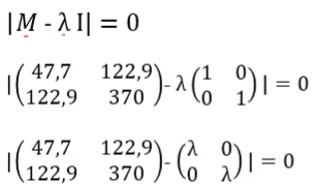 |M - λ I| = 0
|( 47,7 122,9
122,9 370 ) - λ ( 1 0
0 1 ) | = 0
|( 47,7 122,9
122,9 370 ) - ( λ 0
0 λ ) | = 0